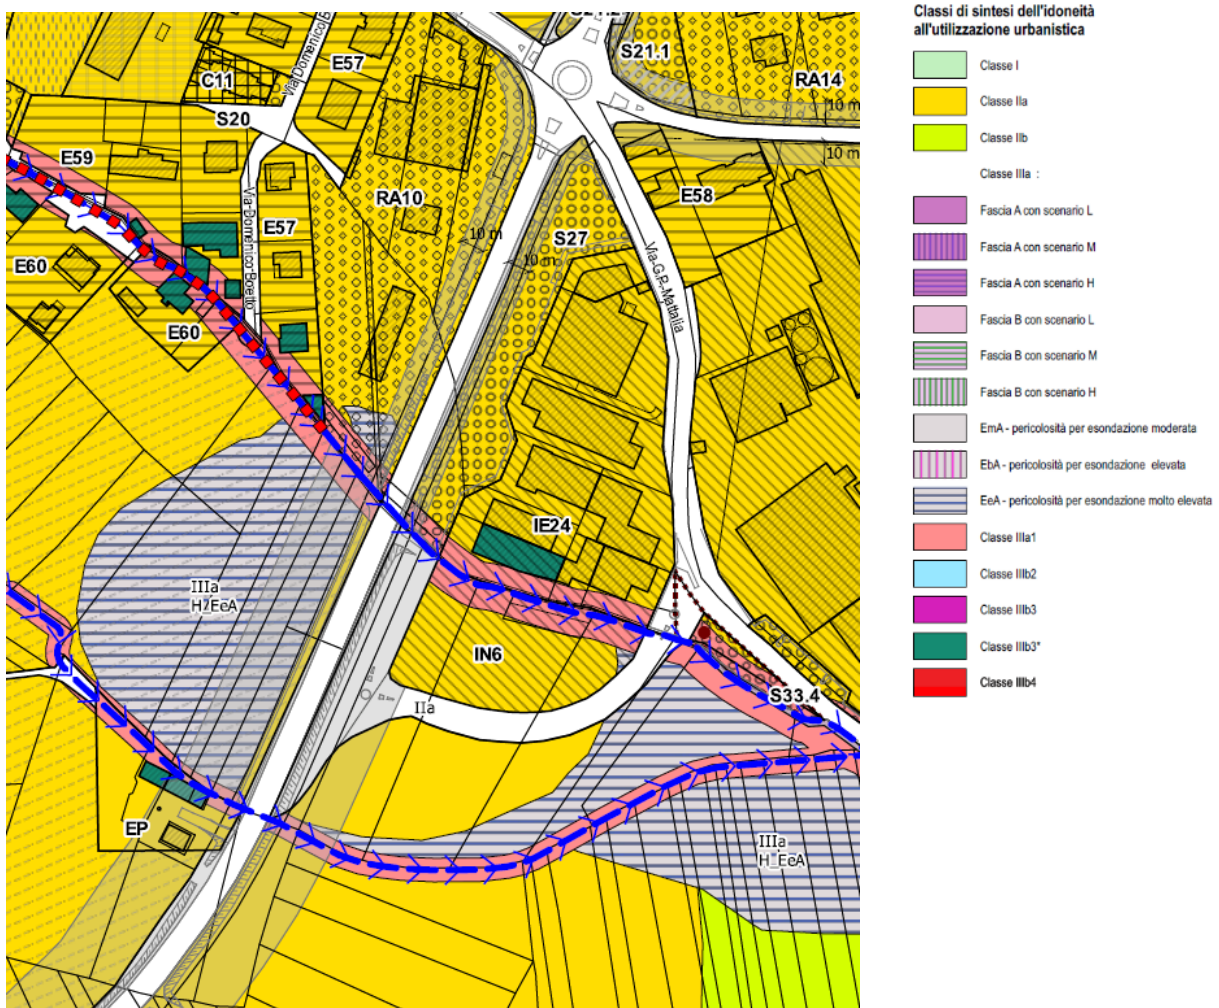 S21.1
RA14
10 m
10 m
Via Domenico B
E57
C11
S20
E59
RA10
E58
E57
Via Domenico Boetto
S27
10 m
10 m
Via G.P. Mattalia
E60
E60
IE24
IIIa
H_EeA
IN6
IIa
S33.4
EP
IIIa
H_EeA
Classi di sintesi dell'idoneità
all'utilizzazione urbanistica
Classe I
Classe IIa
Classe IIb
Classe IIIa :
Fascia A con scenario L
Fascia A con scenario M
Fascia A con scenario H
Fascia B con scenario L
Fascia B con scenario M
Fascia B con scenario H
EmA - pericolosità per esondazione moderata
EbA - pericolosità per esondazione elevata
EeA - pericolosità per esondazione molto elevata
Classe IIIa1
Classe IIIb2
Classe IIIb3
Classe IIIb3*
Classe IIIb4